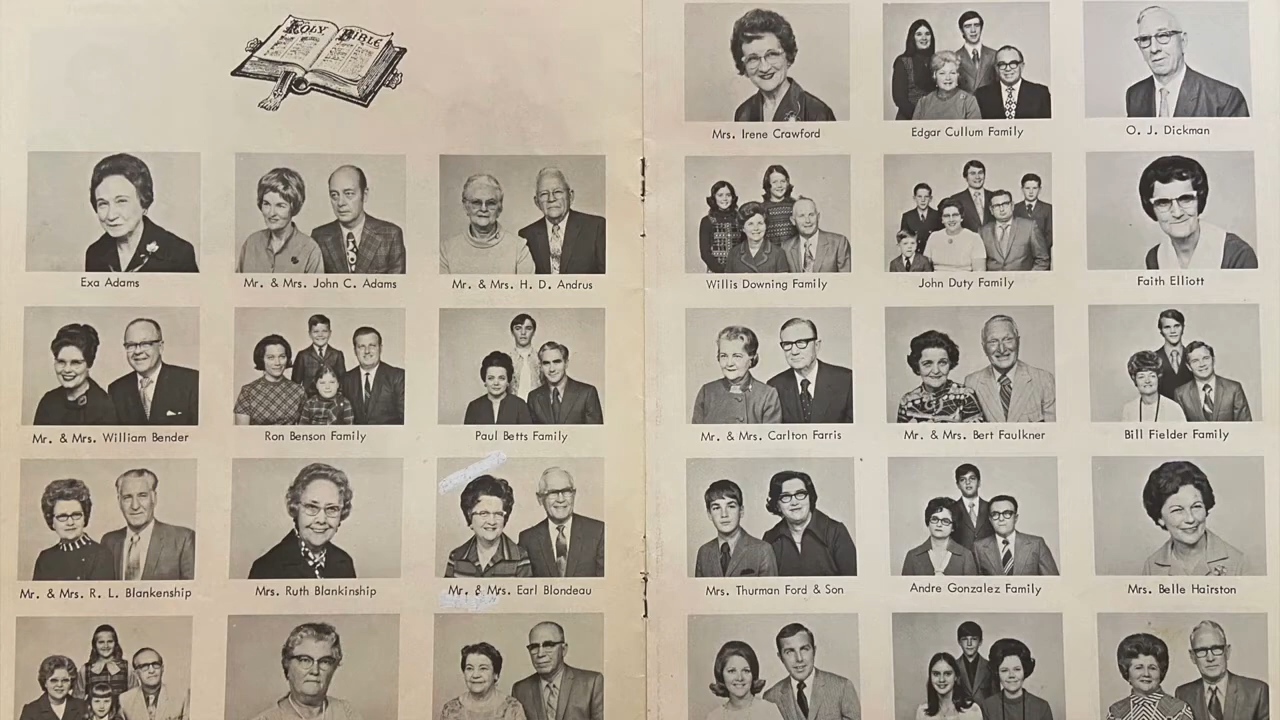 HOLY BIBLE
Exa Adams
Mr. & Mrs. John C. Adams
Mr. & Mrs. H. D. Andrus
Mr. & Mrs. William Bender
Ron Benson Family
Paul Betts Family
Mr. & Mrs. R. L. Blankenship
Mrs. Ruth Blankinship
Mr. & Mrs. Earl Blondeau
Mrs. Irene Crawford
Edgar Cullum Family
O. J. Dickman
Willis Downing Family
John Duty Family
Faith Elliott
Mr. & Mrs. Carlton Farris
Mr. & Mrs. Bert Faulkner
Bill Fielder Family
Mrs. Thurman Ford & Son
Andre Gonzalez Family
Mrs. Belle Hairston